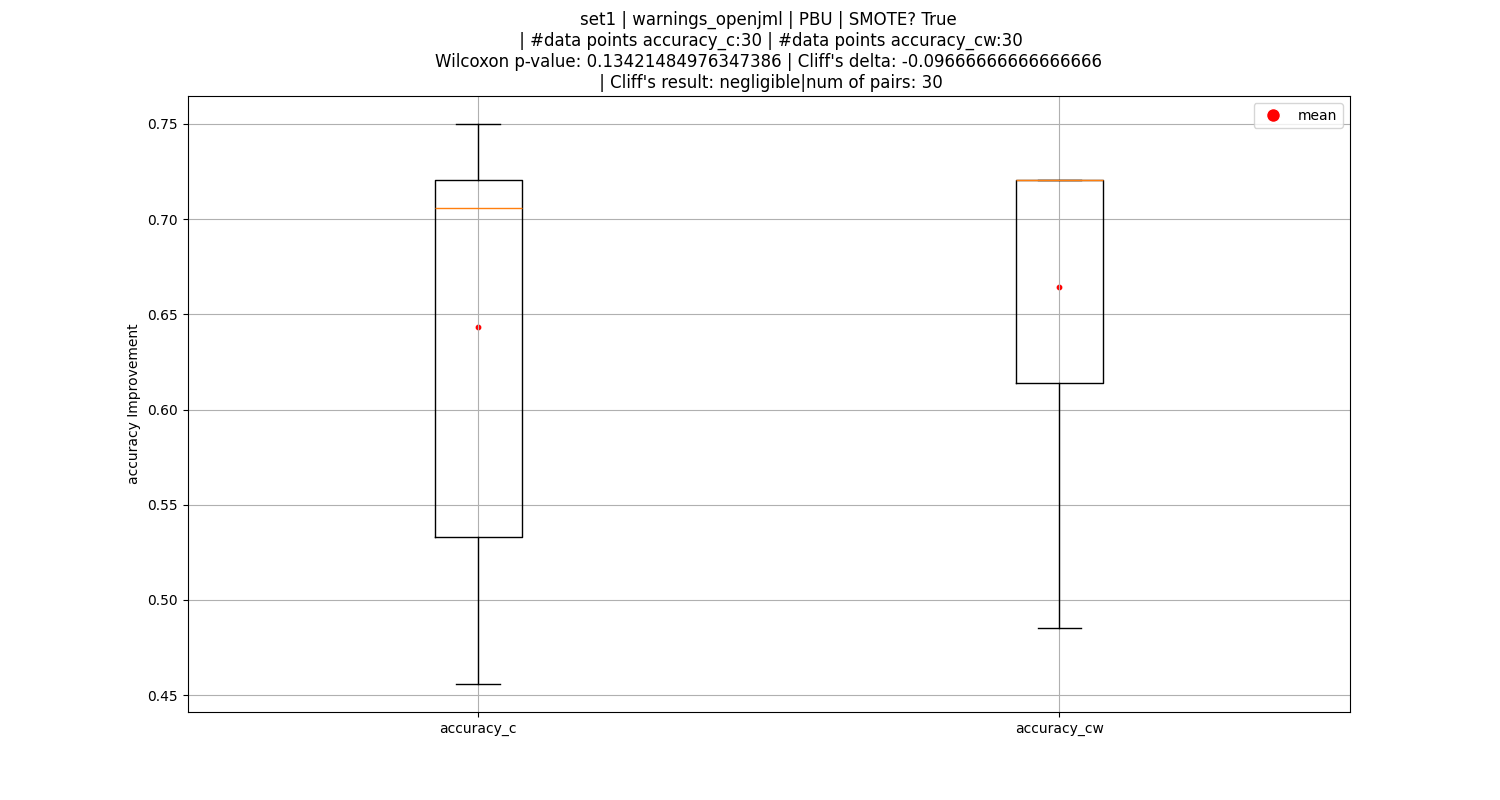 set1 | warnings_openjml | PBU | SMOTE? True
| #data points accuracy_c:30 | #data points accuracy_cw:30
Wilcoxon p-value: 0.13421484976347386 | Cliff's delta: -0.09666666666666666
| Cliff's result: negligible|num of pairs: 30
mean
0.75
0.70
0.65
0.60
0.55
0.50
0.45
accuracy Improvement
accuracy_c
accuracy_cw